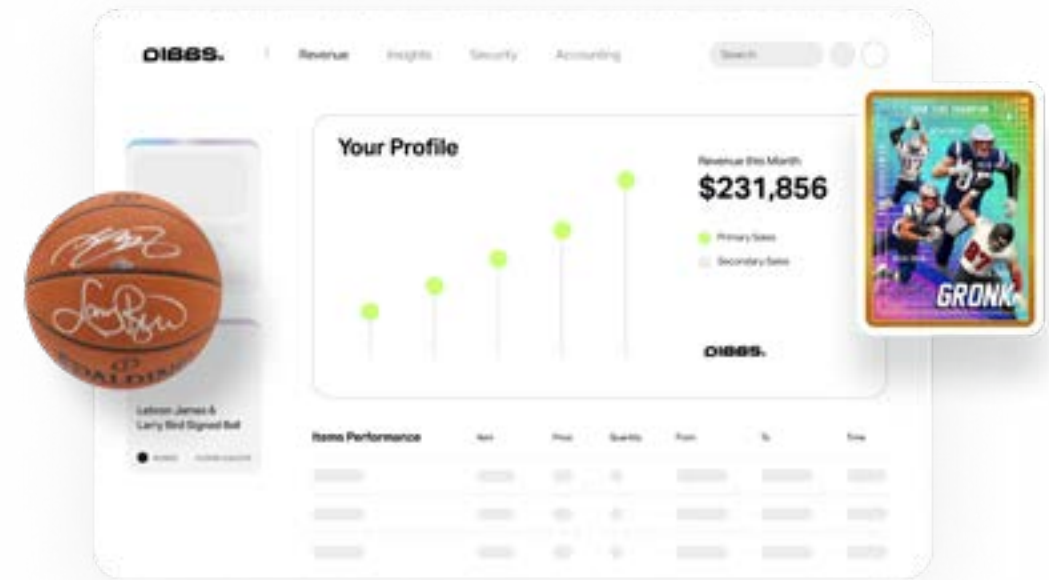 DIBBS.
Revenue
Insights
Security
Accounting
Search
Your Profile
Revenue this Month
$231,856
Primary Sales
Secondary Sales
DIBBS.
GRONK
SPALDING
Lebron James &
Larry Bird Signed Ball
Items Performance
Item
Price
Quantity
From
To
Time